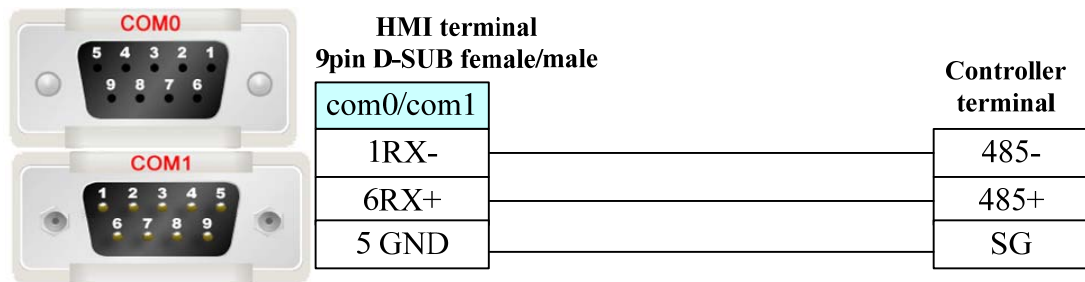 COM0
5 4 3 2 1
9 8 7 6
COM1
1 2 3 4 5
6 7 8 9
HMI terminal
9pin D-SUB female/male
com0/com1
1RX-
6RX+
5 GND
Controller
terminal
485-
485+
SG